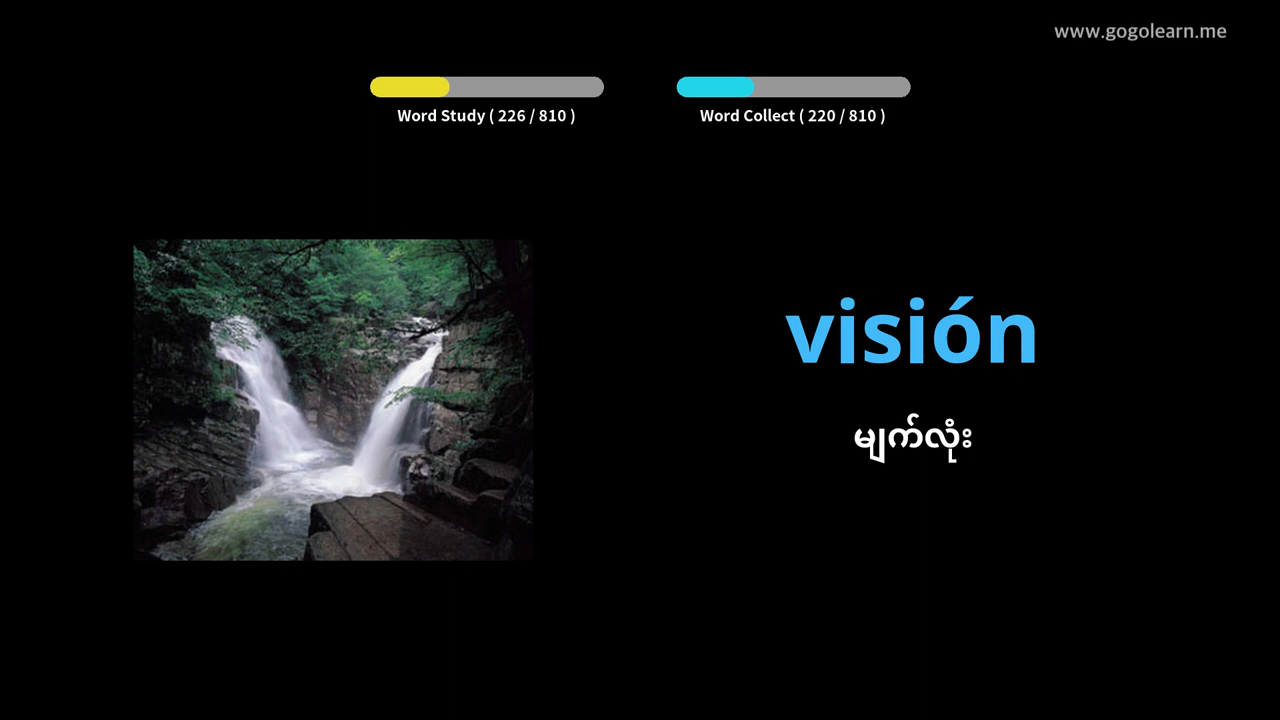 www.gogolearn.me
Word Study ( 226 / 810 )
Word Collect ( 220 / 810 )
visión
မျက်လုံး